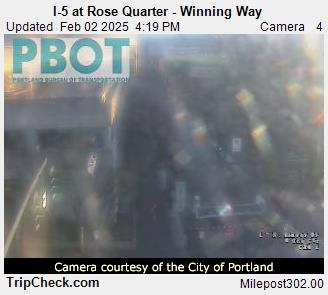 I-5 at Rose Quarter - Winning Way
Updated Feb 02 2025 4:19 PM Camera 4
PBOT
PORTLAND BUREAU OF TRANSPORTATION
Camera courtesy of the City of Portland
TripCheck.com Milepost302.00